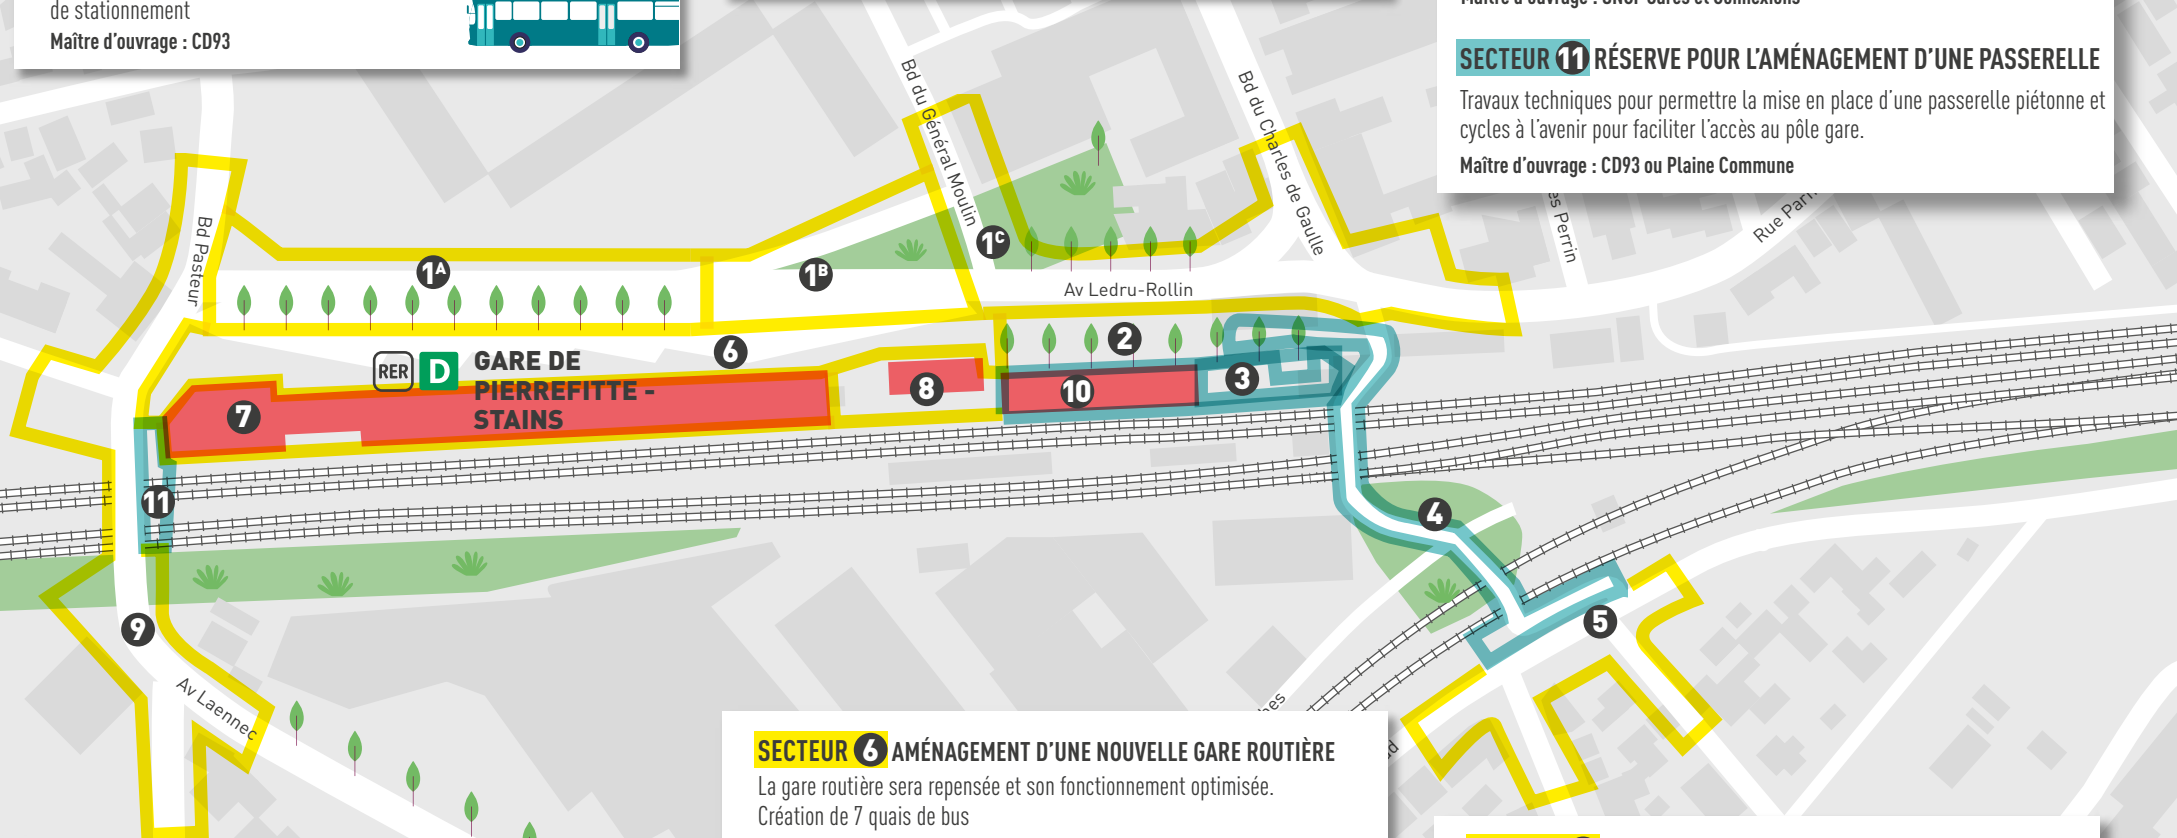 de stationnement
Maître d'ouvrage : CD93
SECTEUR 11 RÉSERVE POUR L'AMÉNAGEMENT D'UNE PASSERELLE
Travaux techniques pour permettre la mise en place d'une passerelle piétonne et
cycles à l'avenir pour faciliter l'accès au pôle gare.
Maître d'ouvrage : CD93 ou Plaine Commune
Bd du Général Moulin
Bd du Charles de Gaulle
Perrin
Rue
Bd Pasteur
1A
1B
1C
Av Ledru-Rollin
2
6
3
RER D GARE DE
PIERREFITTE -
STAINS
7
8
10
11
4
9
5
Av Laennec
SECTEUR 6 AMÉNAGEMENT D'UNE NOUVELLE GARE ROUTIÈRE
La gare routière sera repensée et son fonctionnement optimisée.
Création de 7 quais de bus